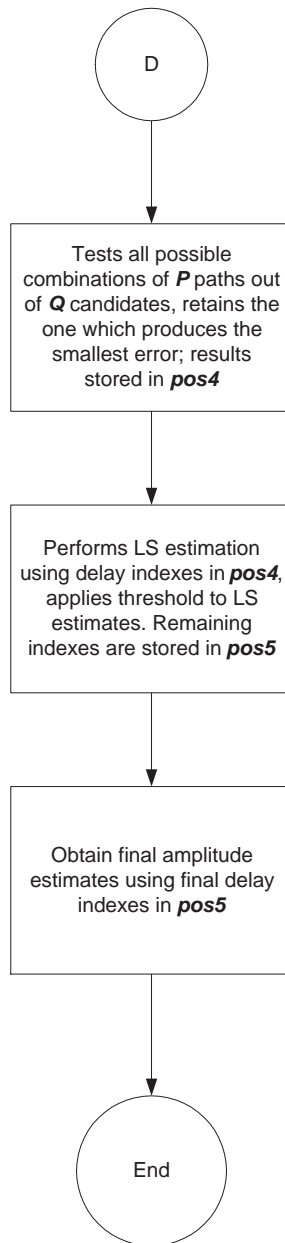 D
Tests all possible
combinations of P paths out
of Q candidates, retains the
one which produces the
smallest error; results
stored in pos4
Performs LS estimation
using delay indexes in pos4,
applies threshold to LS
estimates. Remaining
indexes are stored in pos5
Obtain final amplitude
estimates using final delay
indexes in pos5
End